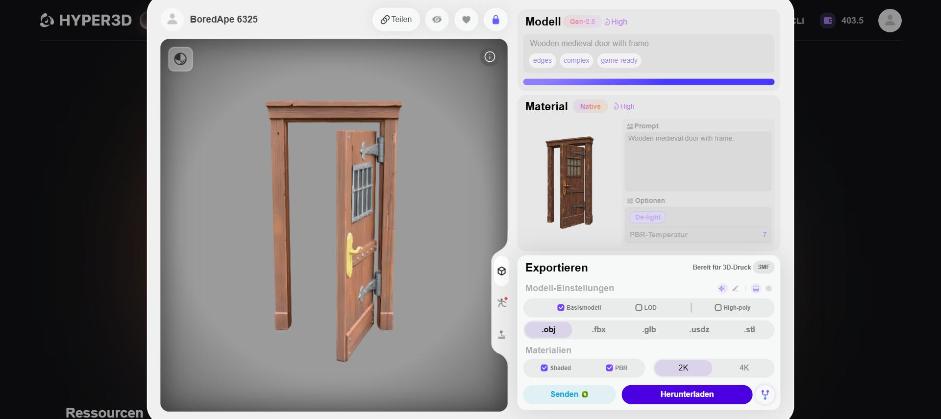 HYPER3D
BoredApe 6325
Teilen
403.5
Modell Gen-2.5 High
Wooden medieval door with frame
edges complex game ready
Material Native High
Prompt
Wooden medieval door with frame.
Optionen
De-light
PBR-Temperatur 7
Exportieren
Bereit für 3D-Druck 3MF
Modell-Einstellungen
Basismodell LOD High-poly
.obj .fbx .glb .usdz .stl
Materialien
Shaded PBR 2K 4K
Senden Herunterladen
Ressourcen